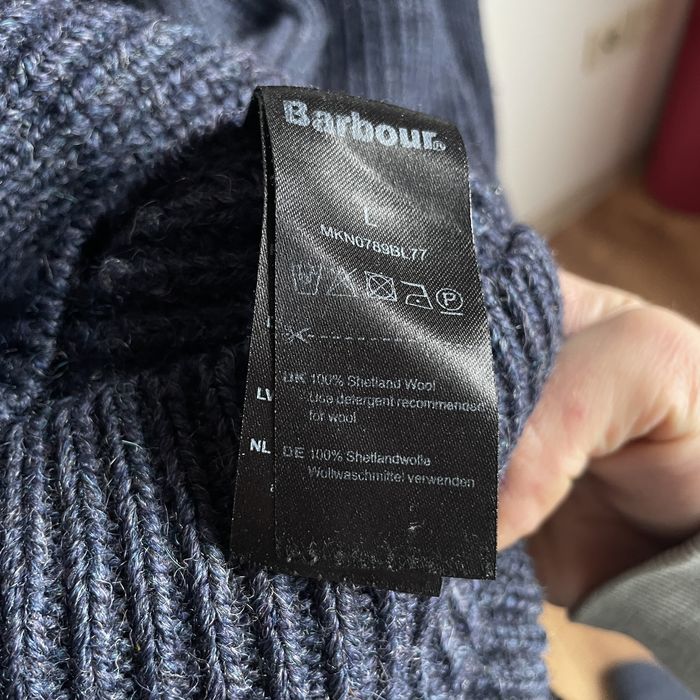 Barbour®
L
MKN0789BL77
P
UK 100% Shetland Wool
Use detergent recommended
for wool
DE 100% Shetlandwolle
Wollwaschmittel verwenden
LV
NL